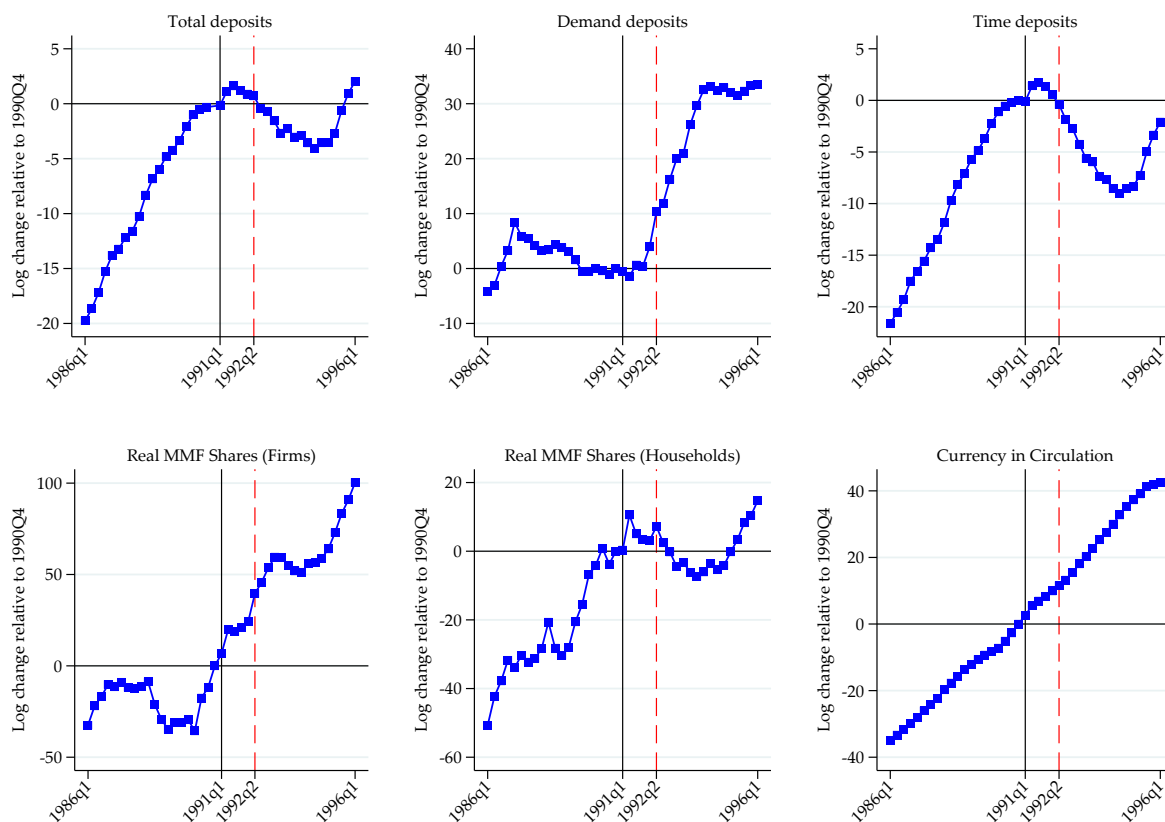 Total deposits
Log change relative to 1990Q4
5
0
-5
-10
-15
-20
1986q1
1991q1
1992q2
1996q1
Demand deposits
Log change relative to 1990Q4
40
30
20
10
0
-10
1986q1
1991q1
1992q2
1996q1
Time deposits
Log change relative to 1990Q4
5
0
-5
-10
-15
-20
1986q1
1991q1
1992q2
1996q1
Real MMF Shares (Firms)
Log change relative to 1990Q4
100
50
0
-50
1986q1
1991q1
1992q2
1996q1
Real MMF Shares (Households)
Log change relative to 1990Q4
20
0
-20
-40
-60
1986q1
1991q1
1992q2
1996q1
Currency in Circulation
Log change relative to 1990Q4
40
20
0
-20
-40
1986q1
1991q1
1992q2
1996q1